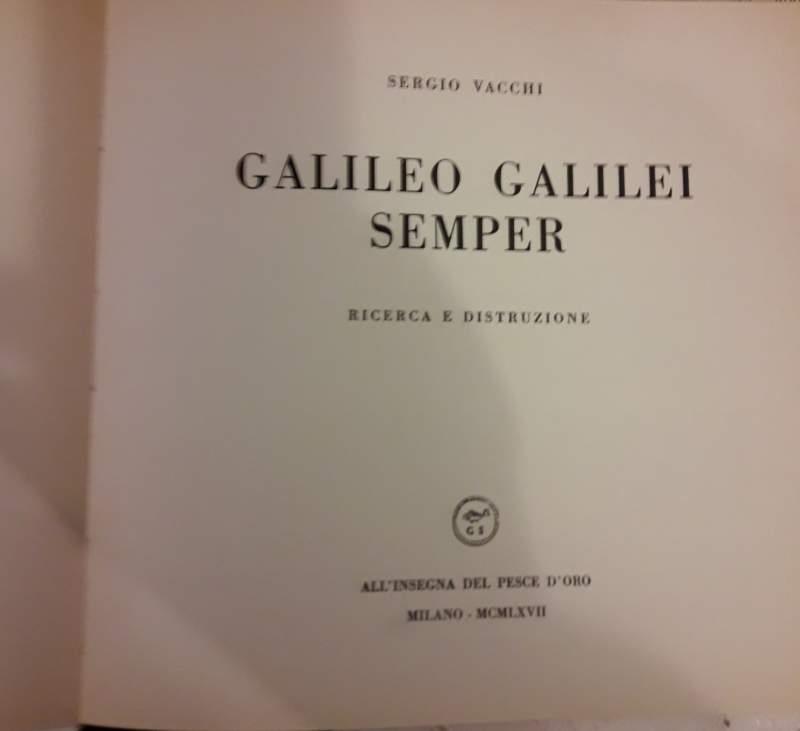 SERGIO VACCHI
GALILEO GALILEI
SEMPER
RICERCA E DISTRUZIONE
G S
ALL'INSEGNA DEL PESCE D'ORO
MILANO - MCMLXVII